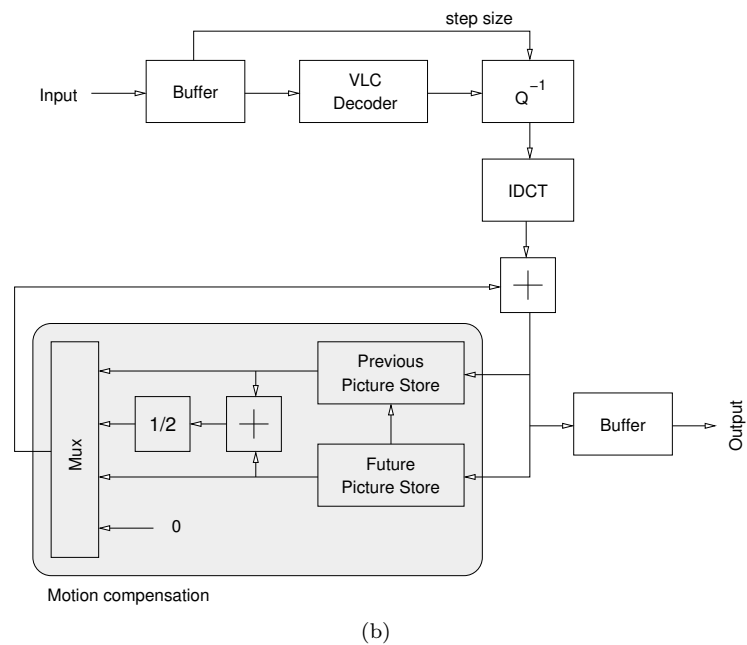 step size
Input
Buffer
VLC
Decoder
Q⁻¹
IDCT
+
Previous
Picture Store
Mux
1/2
+
Buffer
Output
Future
Picture Store
0
Motion compensation
(b)